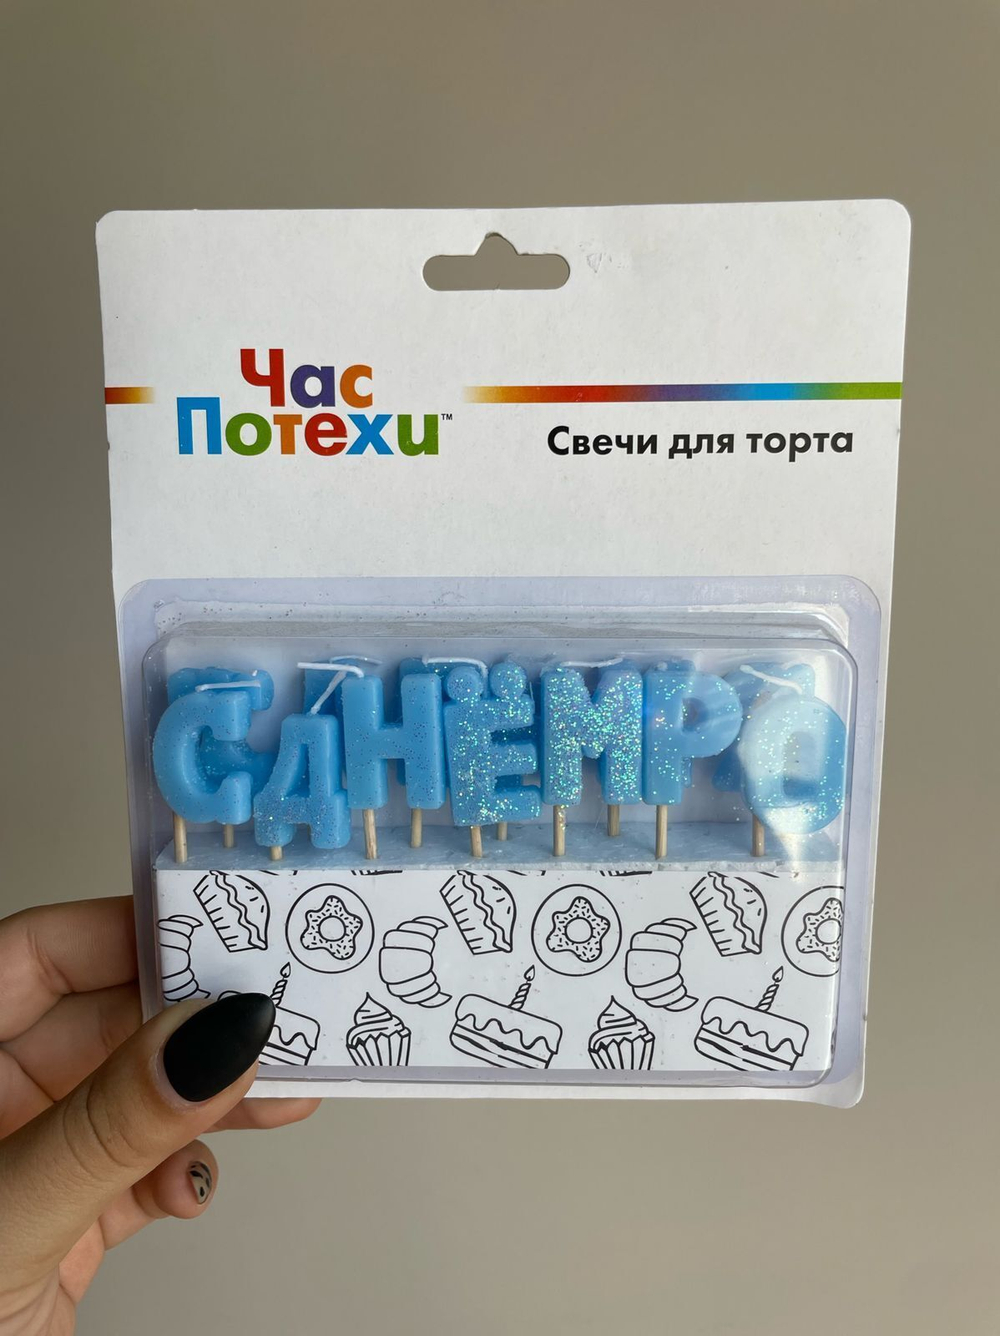 Час
Потехи™
Свечи для торта
СДНЁМРО